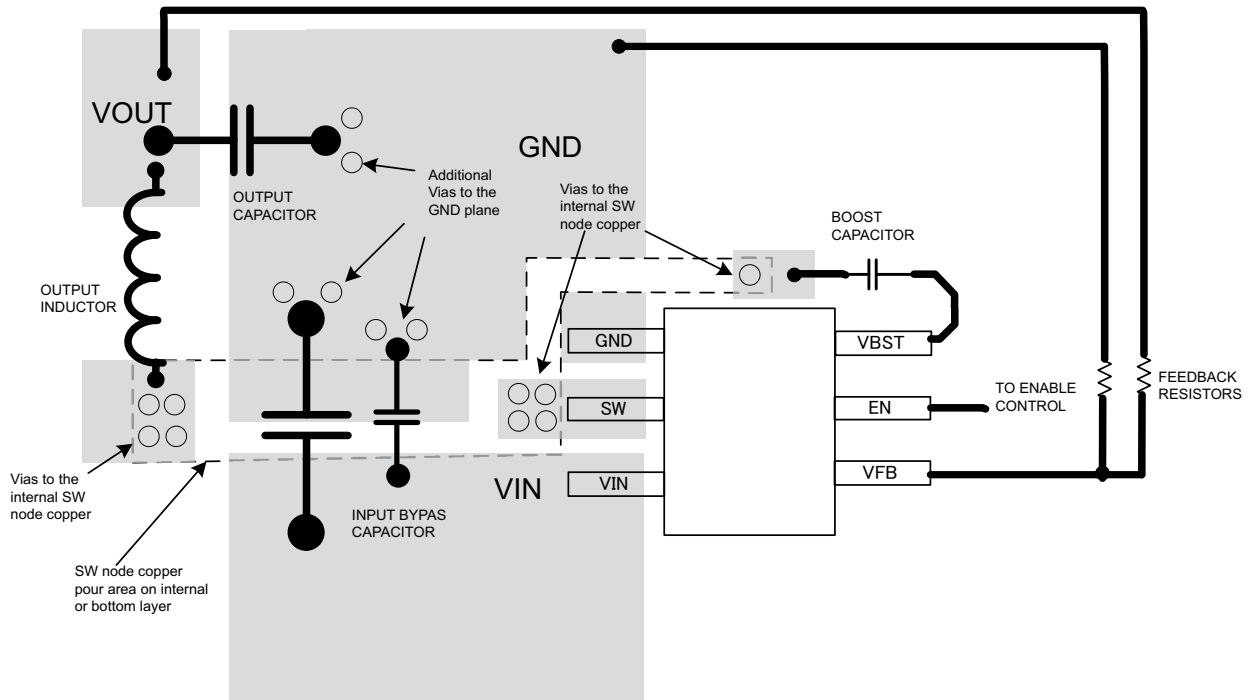 VOUT
GND
OUTPUT
CAPACITOR
Additional
Vias to the
GND plane
Vias to the
internal SW
node copper
BOOST
CAPACITOR
OUTPUT
INDUCTOR
GND
VBST
SW
EN
TO ENABLE
CONTROL
FEEDBACK
RESISTORS
VIN
VIN
VFB
Vias to the
internal SW
node copper
INPUT BYPAS
CAPACITOR
SW node copper
pour area on internal
or bottom layer